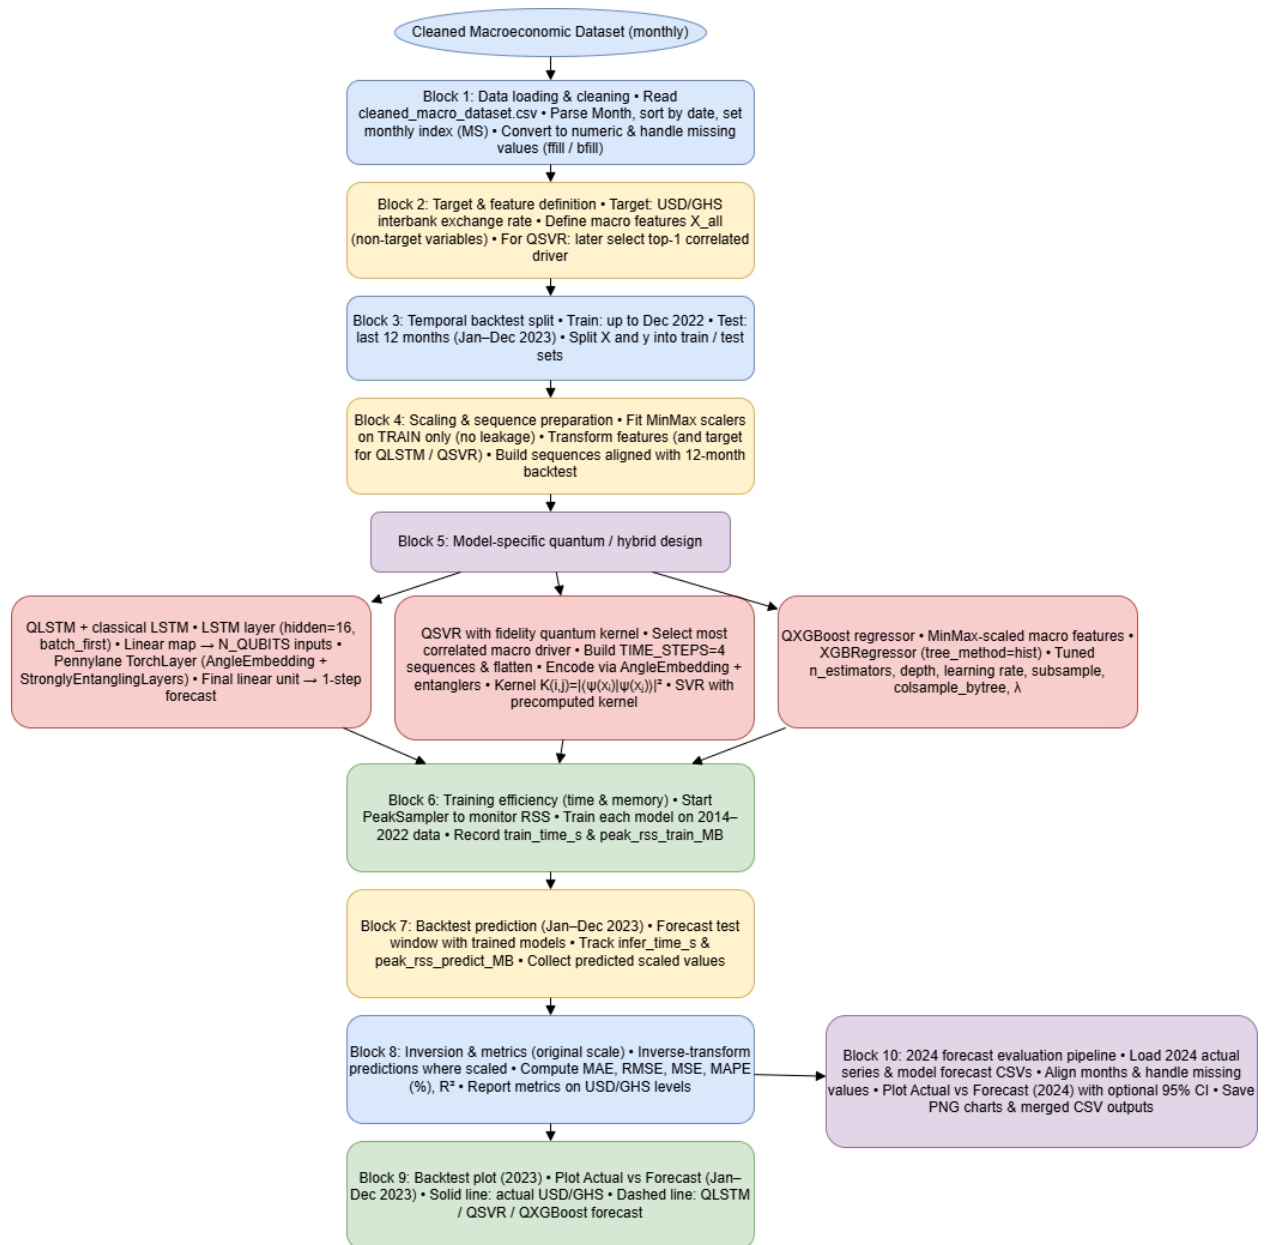 Cleaned Macroeconomic Dataset (monthly)
Block 1: Data loading & cleaning • Read
cleaned_macro_dataset.csv • Parse Month, sort by date, set
monthly index (MS) • Convert to numeric & handle missing
values (ffill / bfill)
Block 2: Target & feature definition • Target: USD/GHS
interbank exchange rate • Define macro features X_all
(non-target variables) • For QSVR: later select top-1 correlated
driver
Block 3: Temporal backtest split • Train: up to Dec 2022 • Test:
last 12 months (Jan–Dec 2023) • Split X and y into train / test
sets
Block 4: Scaling & sequence preparation • Fit MinMax scalers
on TRAIN only (no leakage) • Transform features (and target
for QLSTM / QSVR) • Build sequences aligned with 12-month
backtest
Block 5: Model-specific quantum / hybrid design
QLSTM + classical LSTM • LSTM layer (hidden=16,
batch_first) • Linear map → N_QUBITS inputs •
Pennylane TorchLayer (AngleEmbedding +
StronglyEntanglingLayers) • Final linear unit → 1-step
forecast
QSVR with fidelity quantum kernel • Select most
correlated macro driver • Build TIME_STEPS=4
sequences & flatten • Encode via AngleEmbedding +
entanglers • Kernel K(i,j)=|⟨ψ(xᵢ)|ψ(xⱼ)⟩|² • SVR with
precomputed kernel
QXGBoost regressor • MinMax-scaled macro features •
XGBRegressor (tree_method=hist) • Tuned
n_estimators, depth, learning rate, subsample,
colsample_bytree, λ
Block 6: Training efficiency (time & memory) • Start
PeakSampler to monitor RSS • Train each model on 2014–
2022 data • Record train_time_s & peak_rss_train_MB
Block 7: Backtest prediction (Jan–Dec 2023) • Forecast test
window with trained models • Track infer_time_s &
peak_rss_predict_MB • Collect predicted scaled values
Block 8: Inversion & metrics (original scale) • Inverse-transform
predictions where scaled • Compute MAE, RMSE, MSE, MAPE
(%), R² • Report metrics on USD/GHS levels
Block 10: 2024 forecast evaluation pipeline • Load 2024 actual
series & model forecast CSVs • Align months & handle missing
values • Plot Actual vs Forecast (2024) with optional 95% CI • Save
PNG charts & merged CSV outputs
Block 9: Backtest plot (2023) • Plot Actual vs Forecast (Jan–
Dec 2023) • Solid line: actual USD/GHS • Dashed line: QLSTM
/ QSVR / QXGBoost forecast